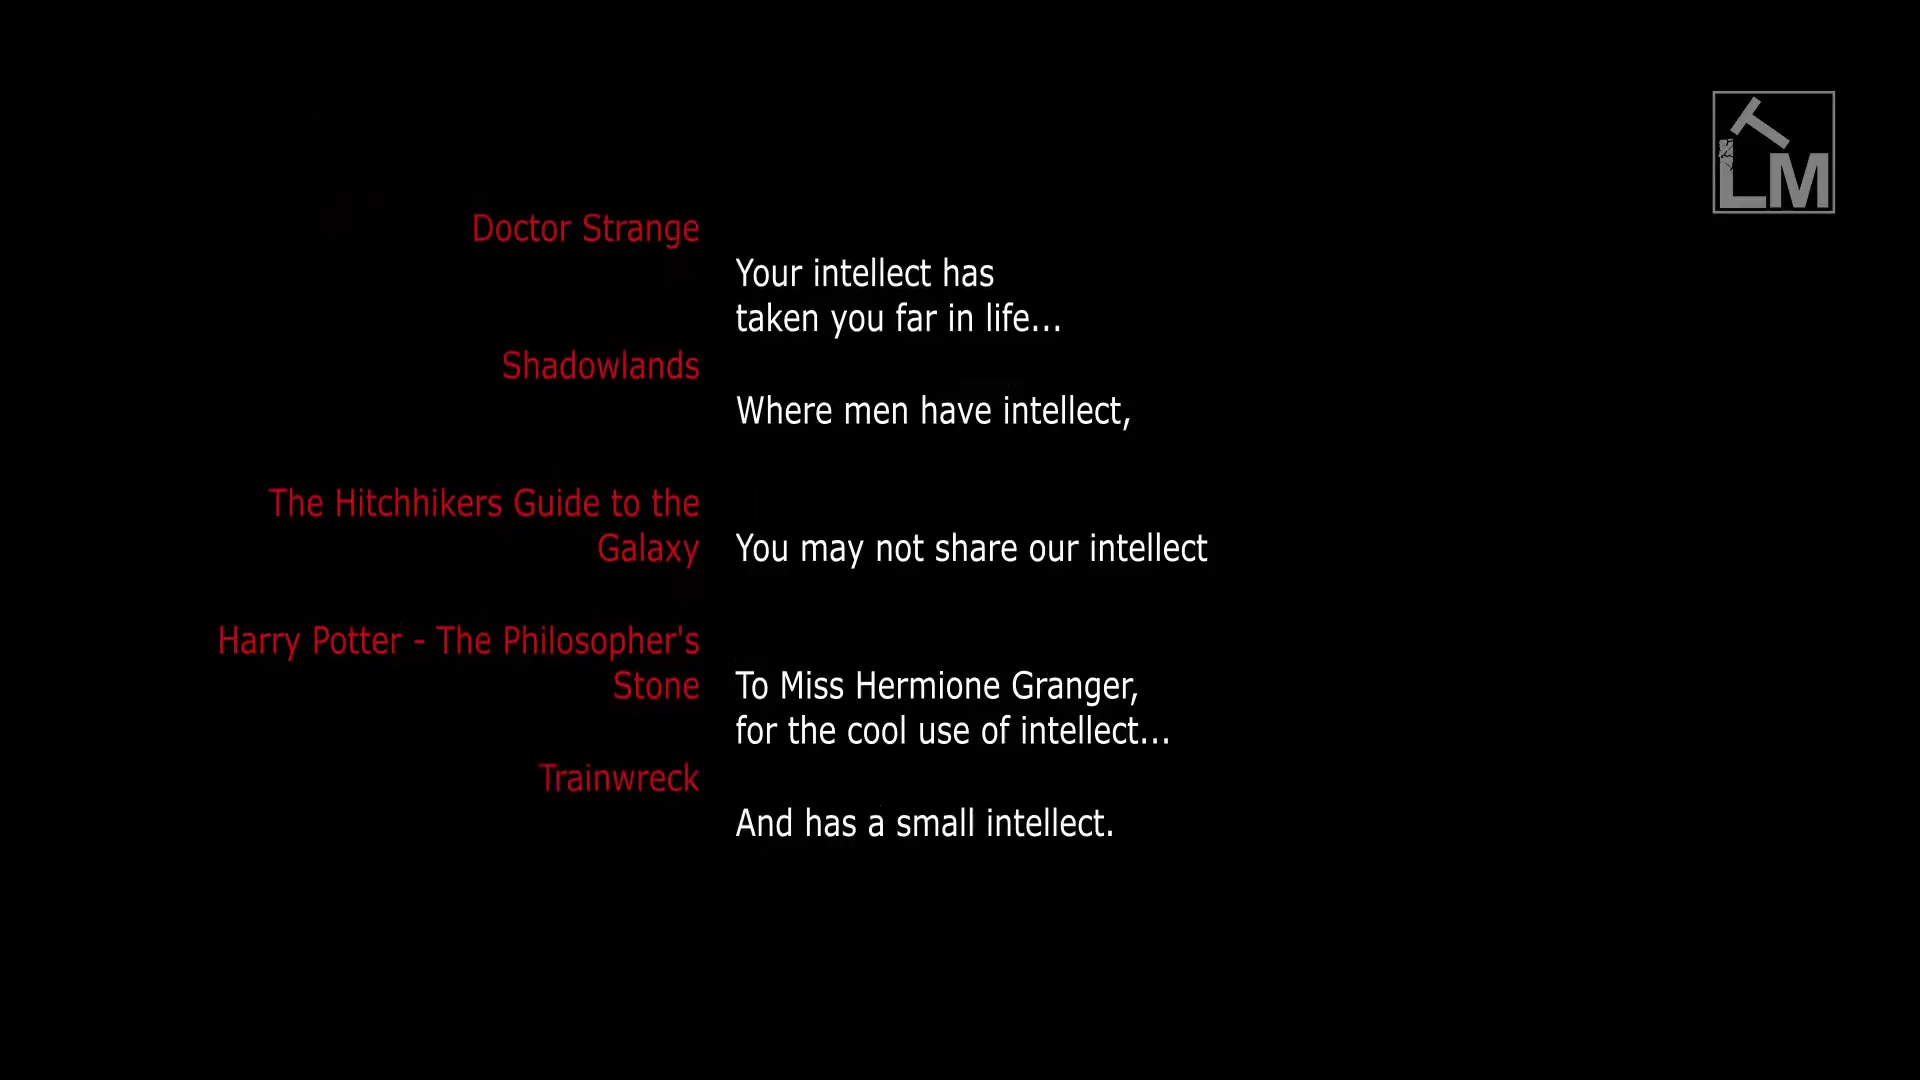 TLM
Doctor Strange
Your intellect has
taken you far in life...
Shadowlands
Where men have intellect,
The Hitchhikers Guide to the
Galaxy
You may not share our intellect
Harry Potter - The Philosopher's
Stone
To Miss Hermione Granger,
for the cool use of intellect...
Trainwreck
And has a small intellect.